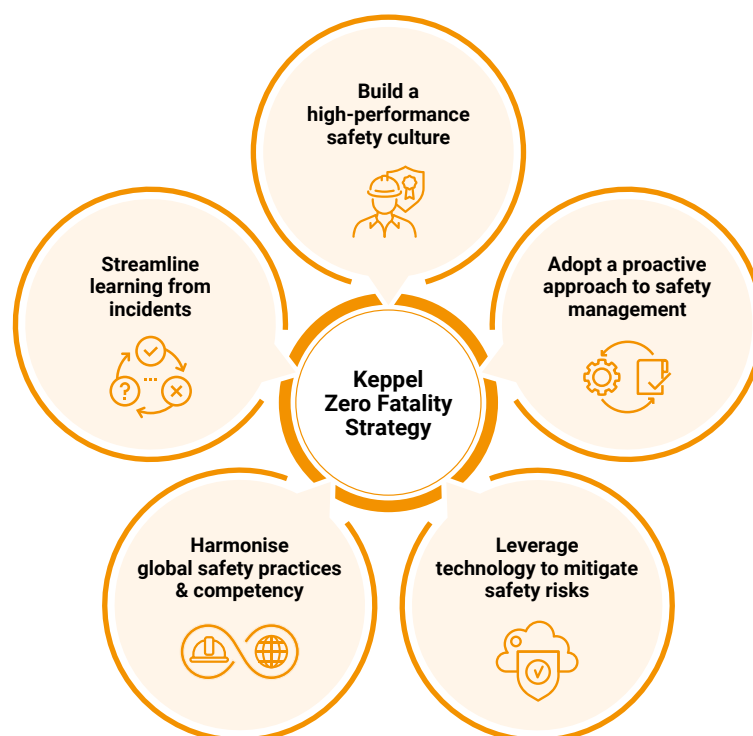 Build a
high-performance
safety culture
Adopt a proactive
approach to safety
management
Leverage
technology to mitigate
safety risks
Harmonise
global safety practices
& competency
Streamline
learning from
incidents
Keppel
Zero Fatality
Strategy